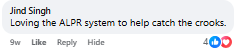 Jind Singh
Loving the ALPR system to help catch the crooks.
9w Like Reply Hide 4